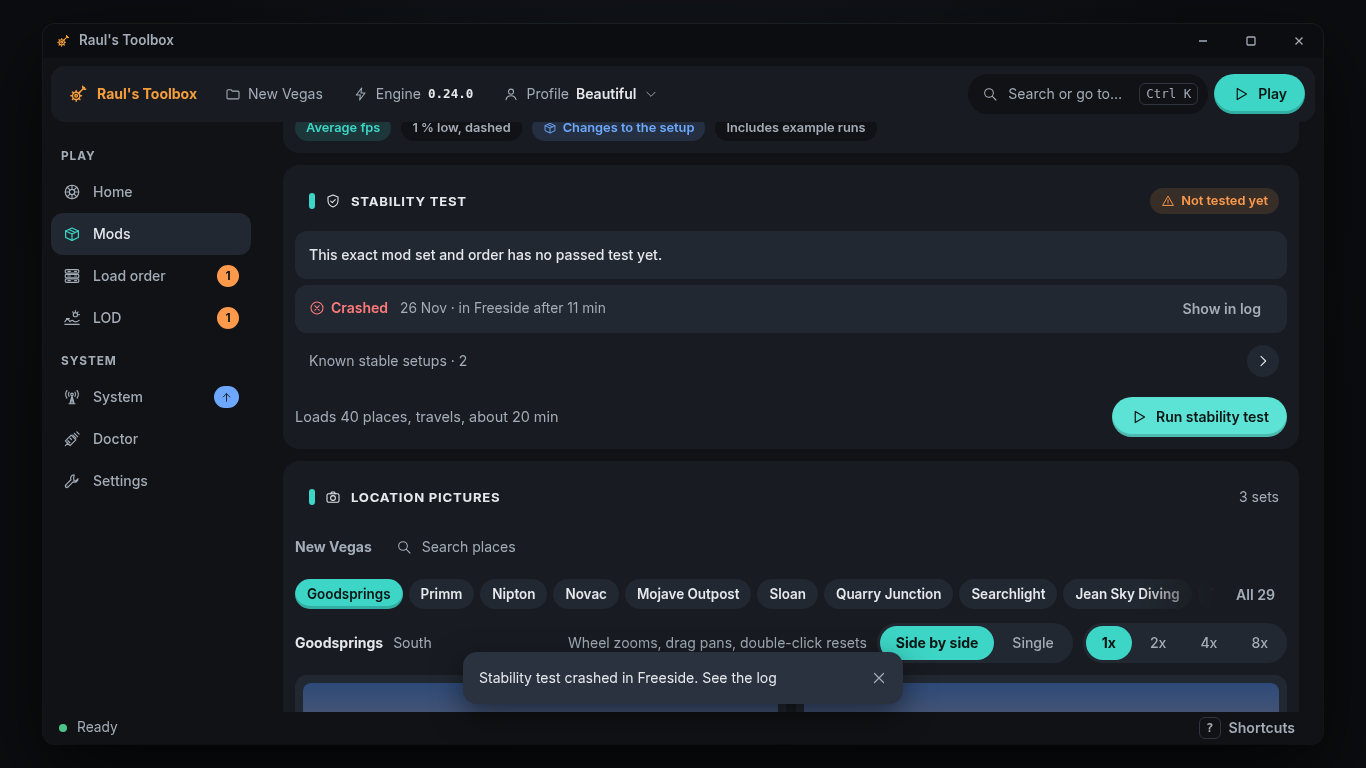 Raul's Toolbox
Raul's Toolbox New Vegas Engine 0.24.0 Profile Beautiful Search or go to... Ctrl K Play
Average fps 1 % low, dashed Changes to the setup Includes example runs
PLAY
Home
Mods
Load order 1
LOD 1
SYSTEM
System
Doctor
Settings
STABILITY TEST Not tested yet
This exact mod set and order has no passed test yet.
Crashed 26 Nov · in Freeside after 11 min Show in log
Known stable setups · 2
Loads 40 places, travels, about 20 min Run stability test
LOCATION PICTURES 3 sets
New Vegas Search places
Goodsprings Primm Nipton Novac Mojave Outpost Sloan Quarry Junction Searchlight Jean Sky Diving All 29
Goodsprings South Wheel zooms, drag pans, double-click resets Side by side Single 1x 2x 4x 8x
Stability test crashed in Freeside. See the log
Ready ? Shortcuts